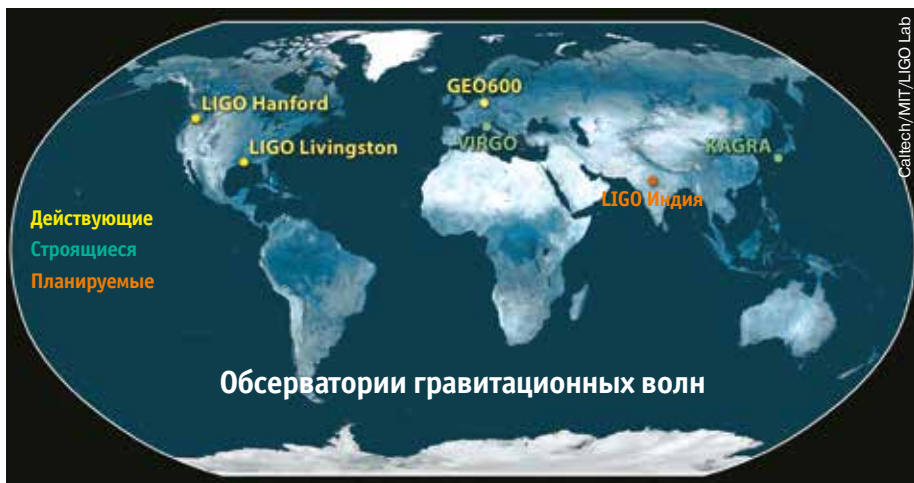 Caltech/MIT/LIGO Lab
GEO600
LIGO Hanford
VIRGO
KAGRA
LIGO Livingston
LIGO Индия
Действующие
Строящиеся
Планируемые
Обсерватории гравитационных волн